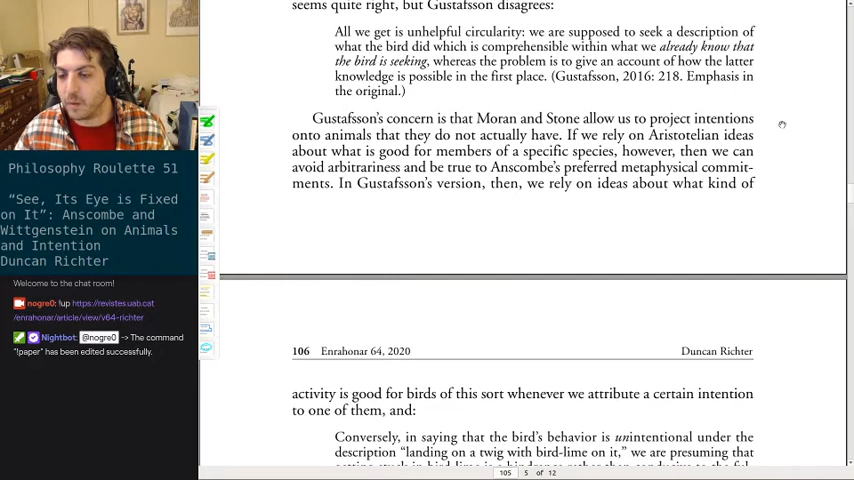 seems quite right, but Gustafsson disagrees:
All we get is unhelpful circularity: we are supposed to seek a description of
what the bird did which is comprehensible within what we already know that
the bird is seeking, whereas the problem is to give an account of how the latter
knowledge is possible in the first place. (Gustafsson, 2016: 218. Emphasis in
the original.)
Gustafsson's concern is that Moran and Stone allow us to project intentions
onto animals that they do not actually have. If we rely on Aristotelian ideas
about what is good for members of a specific species, however, then we can
avoid arbitrariness and be true to Anscombe's preferred metaphysical commit-
ments. In Gustafsson's version, then, we rely on ideas about what kind of
106 Enrahonar 64, 2020
Duncan Richter
activity is good for birds of this sort whenever we attribute a certain intention
to one of them, and:
Conversely, in saying that the bird's behavior is unintentional under the
description "landing on a twig with bird-lime on it," we are presuming that
105 5 of 12
Philosophy Roulette 51
"See, Its Eye is Fixed
on It": Anscombe and
Wittgenstein on Animals
and Intention
Duncan Richter
Welcome to the chat room!
nogre0: !up https://revistes.uab.cat
/enrahonar/article/view/v64-richter
Nightbot: @nogre0 -> The command
"!paper" has been edited successfully.